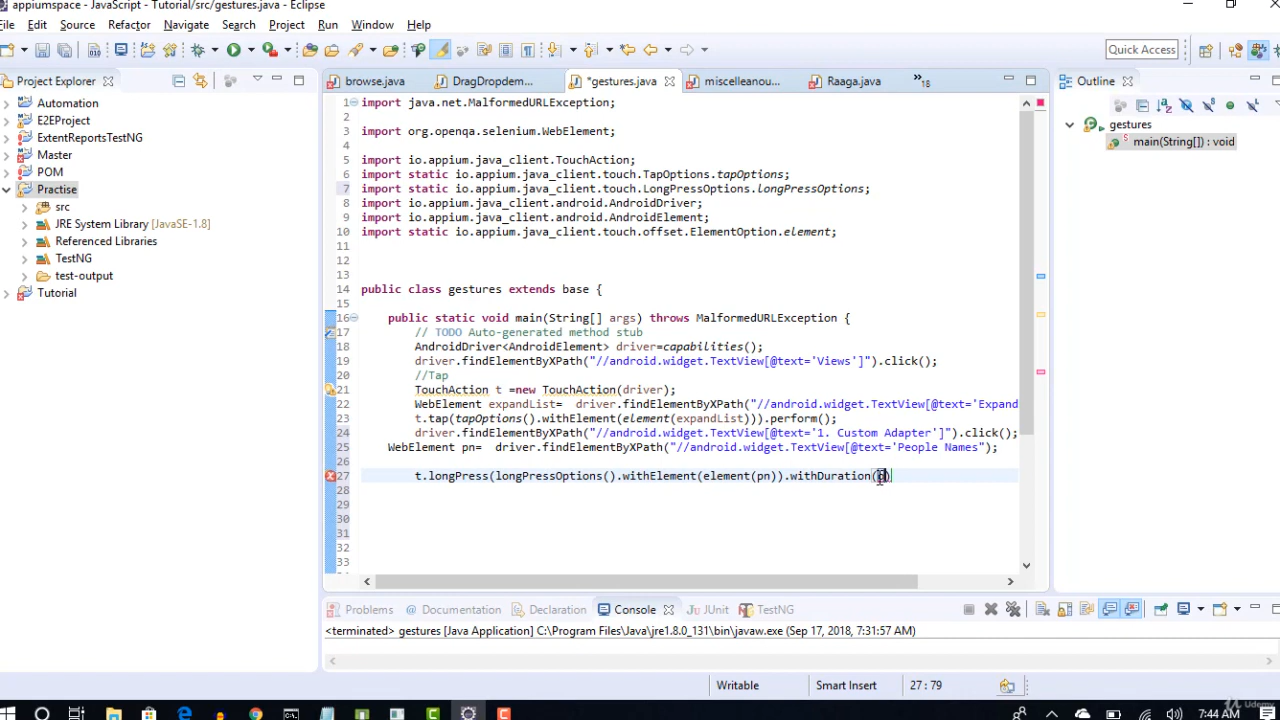 appiumspace - JavaScript - Tutorial/src/gestures.java - Eclipse
File Edit Source Refactor Navigate Search Project Run Window Help
Quick Access
Project Explorer
browse.java DragDropdem... *gestures.java miscelleanou... Raaga.java »18
Outline
Automation
E2EProject
ExtentReportsTestNG
Master
POM
Practise
src
JRE System Library [JavaSE-1.8]
Referenced Libraries
TestNG
test-output
Tutorial
1 import java.net.MalformedURLException;
2
3 import org.openqa.selenium.WebElement;
4
5 import io.appium.java_client.TouchAction;
6 import static io.appium.java_client.touch.TapOptions.tapOptions;
7 import static io.appium.java_client.touch.LongPressOptions.longPressOptions;
8 import io.appium.java_client.android.AndroidDriver;
9 import io.appium.java_client.android.AndroidElement;
10 import static io.appium.java_client.touch.offset.ElementOption.element;
11
12
13
14 public class gestures extends base {
15
16 public static void main(String[] args) throws MalformedURLException {
17 // TODO Auto-generated method stub
18 AndroidDriver<AndroidElement> driver=capabilities();
19 driver.findElementByXPath("//android.widget.TextView[@text='Views']").click();
20 //Tap
21 TouchAction t =new TouchAction(driver);
22 WebElement expandList= driver.findElementByXPath("//android.widget.TextView[@text='Expand
23 t.tap(tapOptions().withElement(element(expandList))).perform();
24 driver.findElementByXPath("//android.widget.TextView[@text='1. Custom Adapter']").click();
25 WebElement pn= driver.findElementByXPath("//android.widget.TextView[@text='People Names");
26
27 t.longPress(longPressOptions().withElement(element(pn)).withDuration(p)
28
29
30
31
32
33
gestures
main(String[]) : void
Problems Documentation Declaration Console JUnit TestNG
<terminated> gestures [Java Application] C:\Program Files\Java\jre1.8.0_131\bin\javaw.exe (Sep 17, 2018, 7:31:57 AM)
Writable Smart Insert 27 : 79
Udemy
7:44 AM